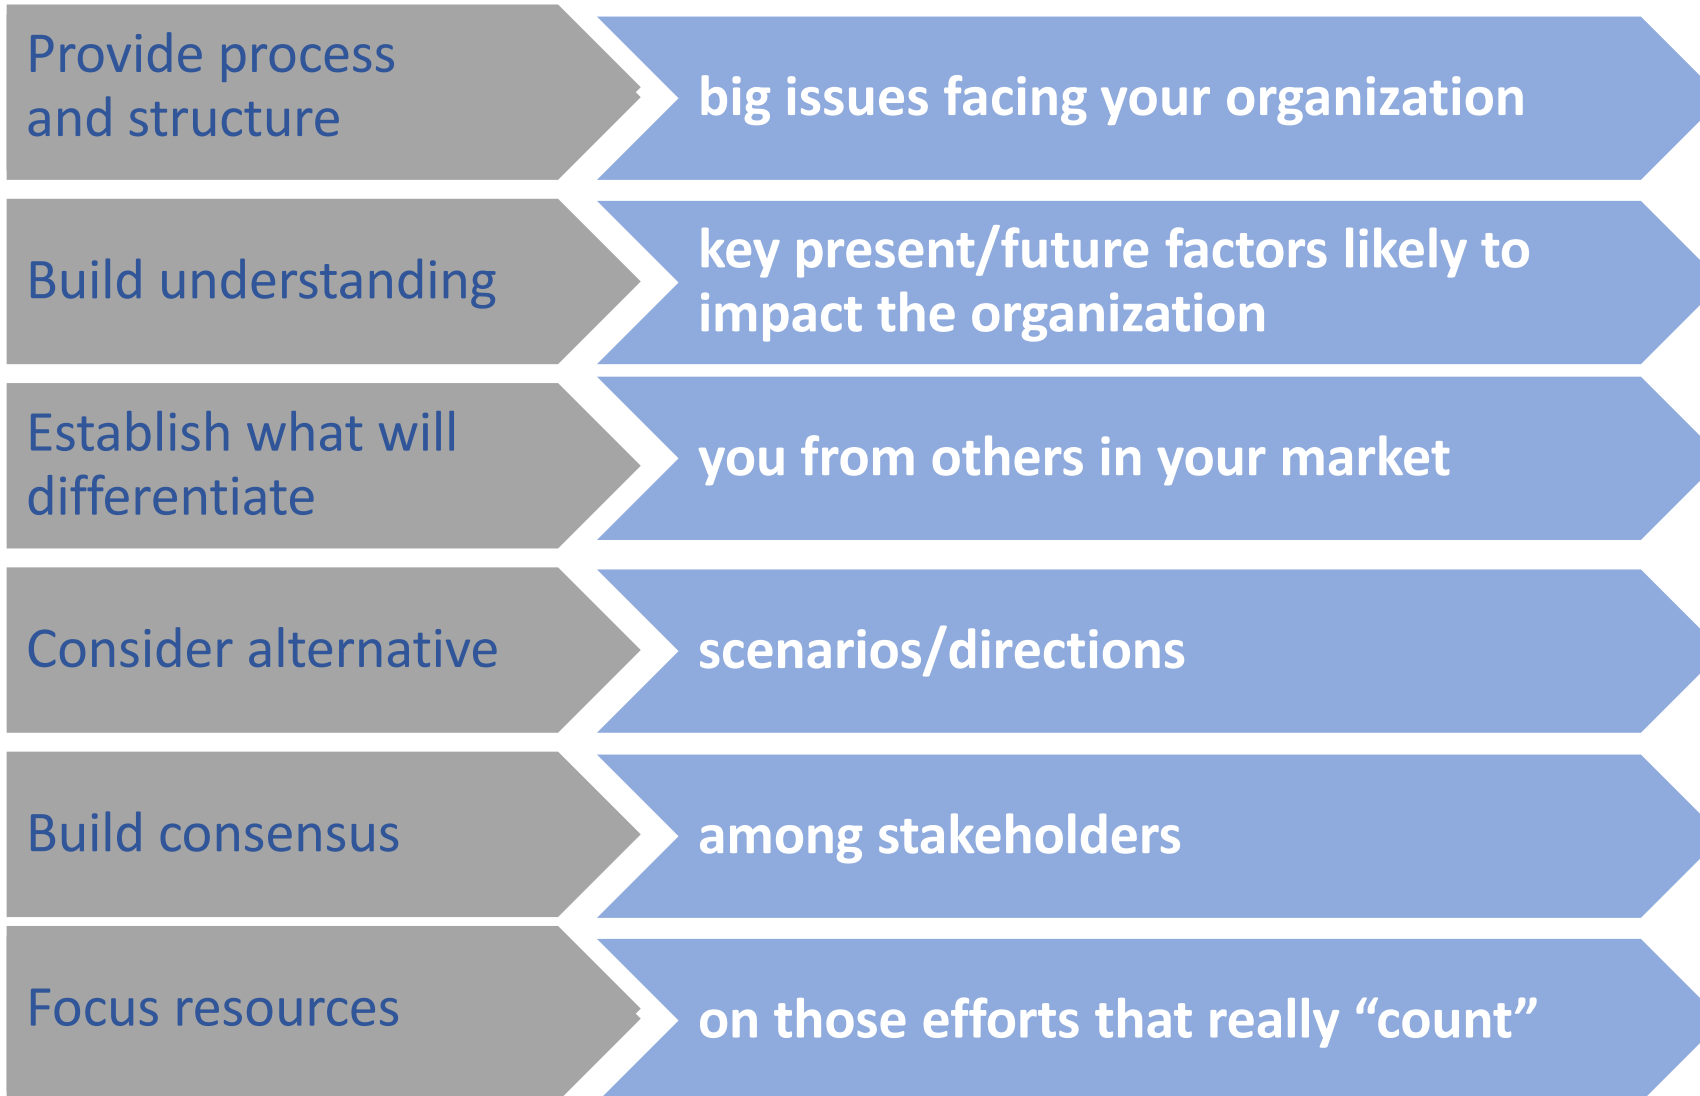 Provide process
and structure
big issues facing your organization
Build understanding
key present/future factors likely to
impact the organization
Establish what will
differentiate
you from others in your market
Consider alternative
scenarios/directions
Build consensus
among stakeholders
Focus resources
on those efforts that really “count”